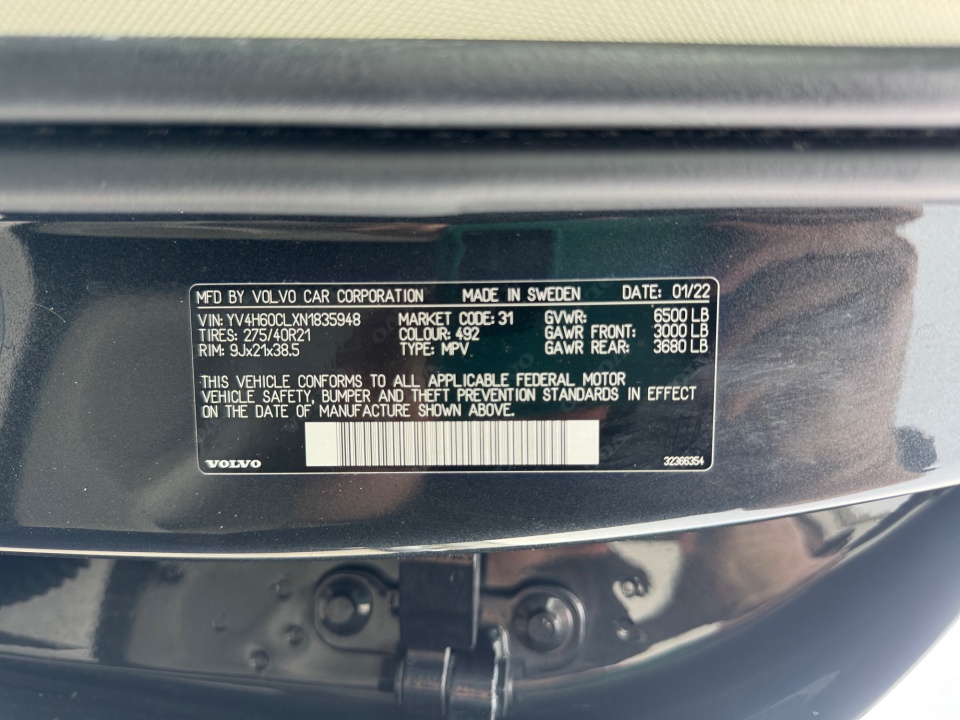 MFD BY VOLVO CAR CORPORATION MADE IN SWEDEN DATE: 01/22
VIN: YV4H60CLXN1835948 MARKET CODE: 31 GVWR: 6500 LB
TIRES: 275/40R21 COLOUR: 492 GAWR FRONT: 3000 LB
RIM: 9Jx21x38.5 TYPE: MPV GAWR REAR: 3680 LB
THIS VEHICLE CONFORMS TO ALL APPLICABLE FEDERAL MOTOR
VEHICLE SAFETY, BUMPER AND THEFT PREVENTION STANDARDS IN EFFECT
ON THE DATE OF MANUFACTURE SHOWN ABOVE.
VOLVO 32366354